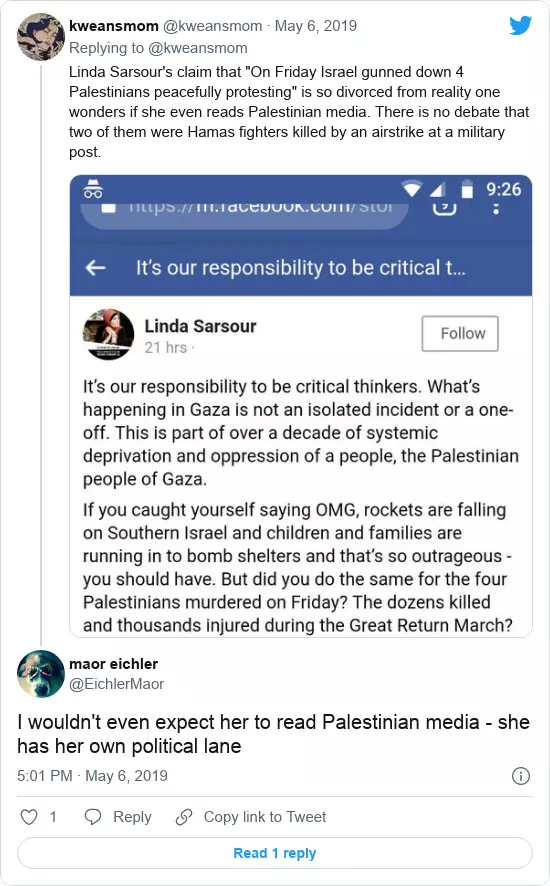 kweansmom @kweansmom · May 6, 2019
Replying to @kweansmom
Linda Sarsour's claim that "On Friday Israel gunned down 4
Palestinians peacefully protesting" is so divorced from reality one
wonders if she even reads Palestinian media. There is no debate that
two of them were Hamas fighters killed by an airstrike at a military
post.
9:26
https://m.facebook.com/stor
9
It's our responsibility to be critical t...
Linda Sarsour
Follow
21 hrs ·
It's our responsibility to be critical thinkers. What's
happening in Gaza is not an isolated incident or a one-
off. This is part of over a decade of systemic
deprivation and oppression of a people, the Palestinian
people of Gaza.
If you caught yourself saying OMG, rockets are falling
on Southern Israel and children and families are
running in to bomb shelters and that's so outrageous -
you should have. But did you do the same for the four
Palestinians murdered on Friday? The dozens killed
and thousands injured during the Great Return March?
maor eichler
@EichlerMaor
I wouldn't even expect her to read Palestinian media - she
has her own political lane
5:01 PM · May 6, 2019
1 Reply Copy link to Tweet
Read 1 reply